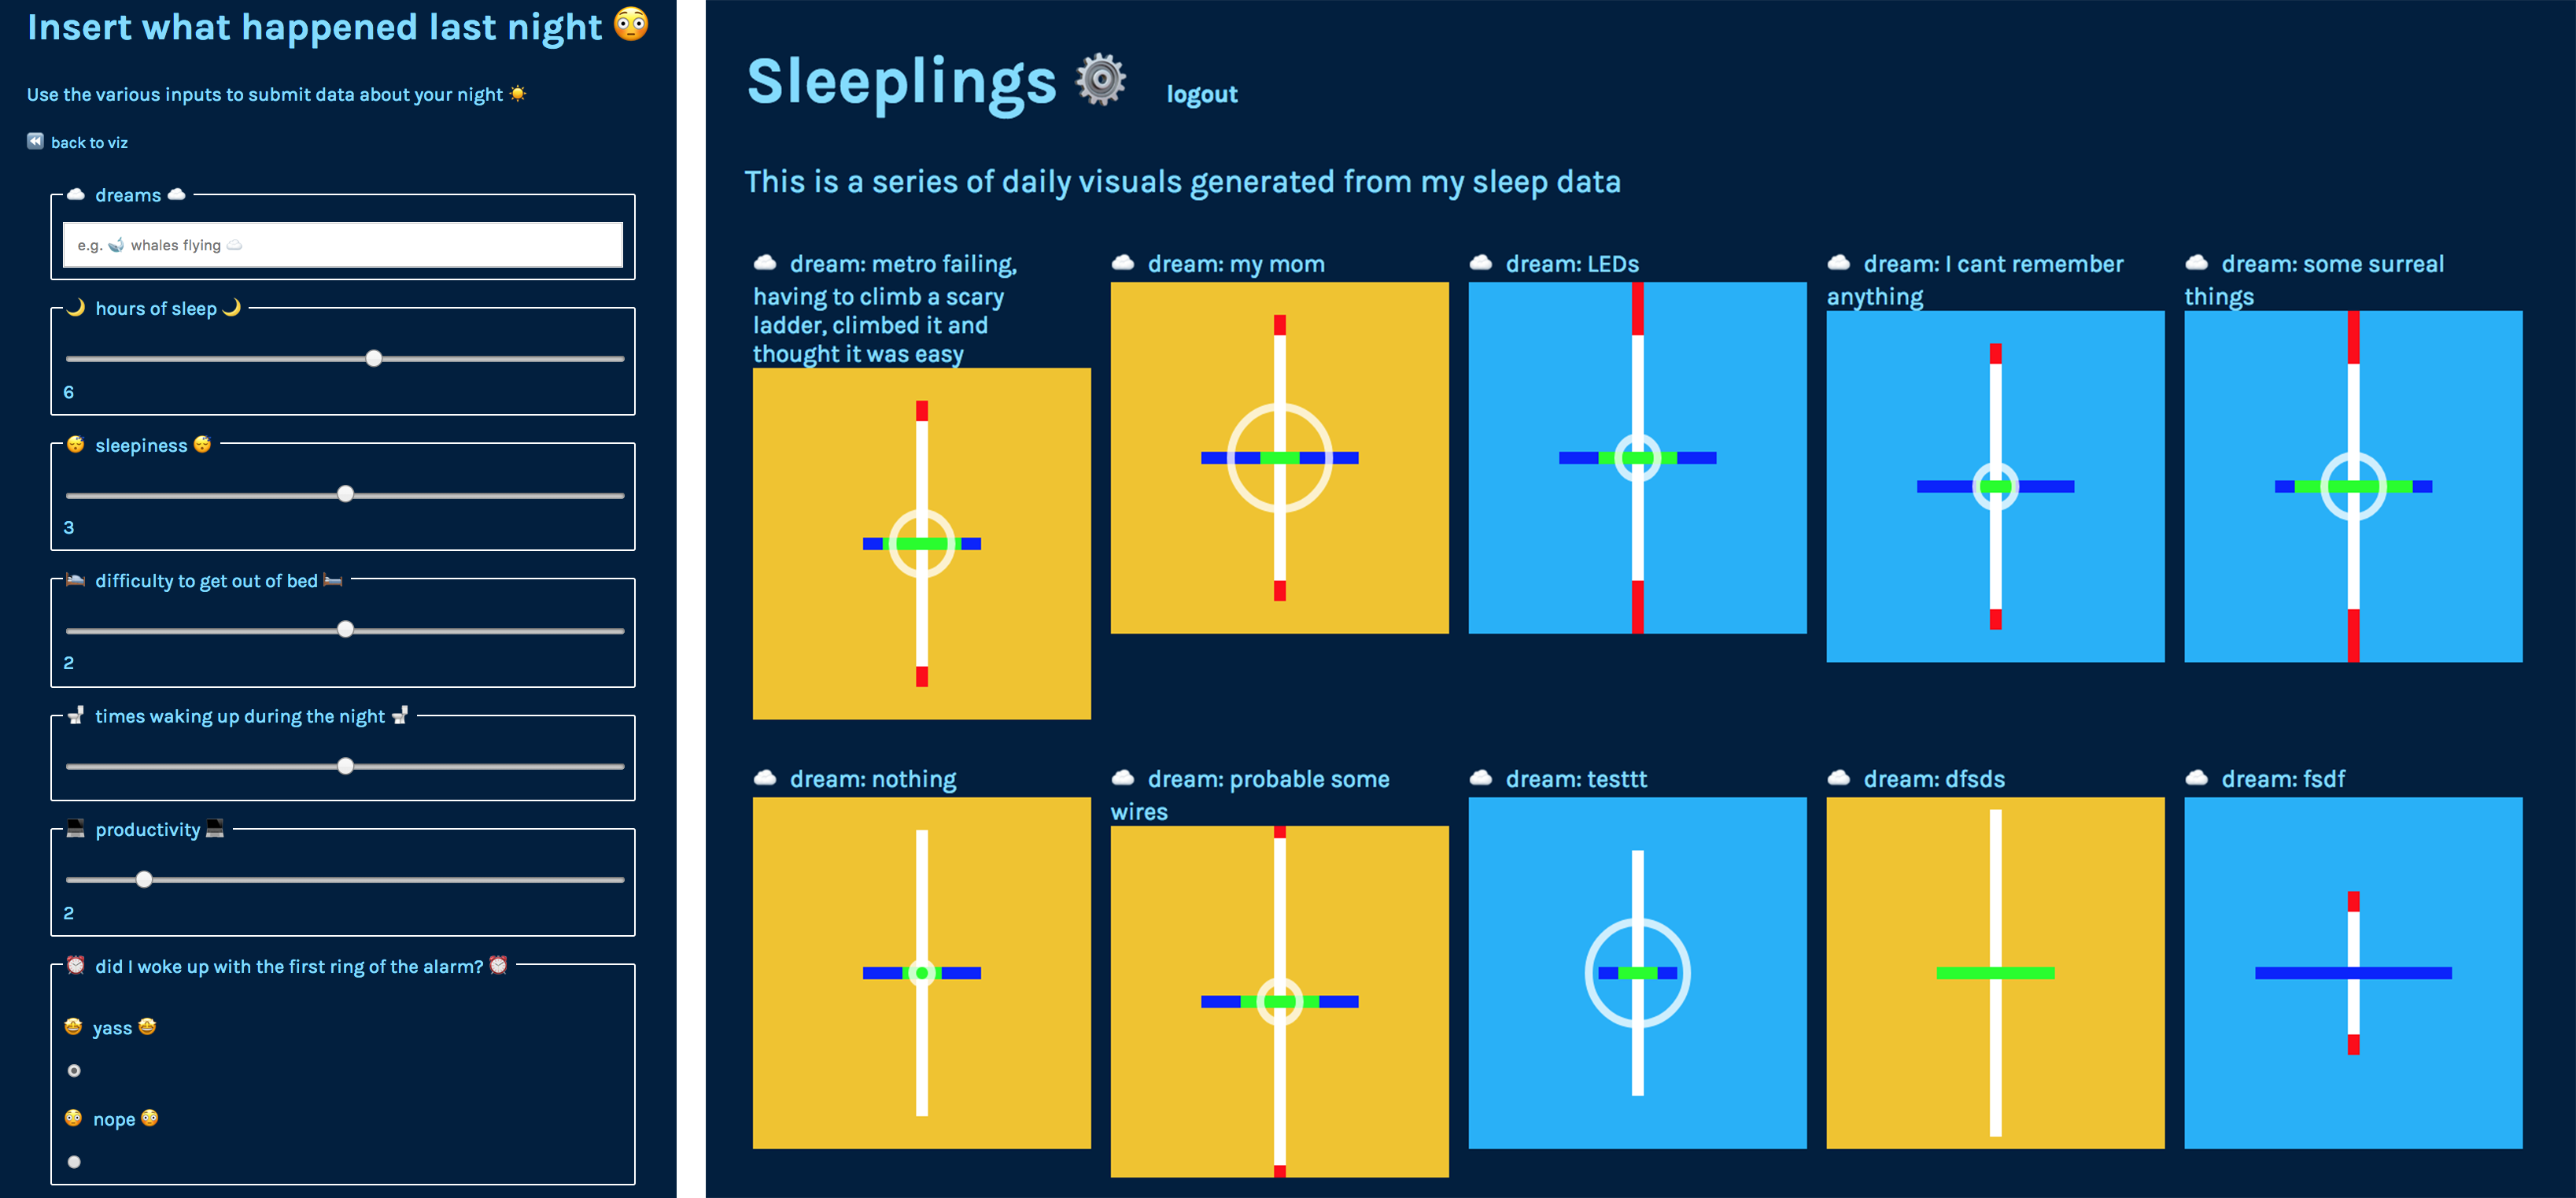 Insert what happened last night 😳
Use the various inputs to submit data about your night ☀️
⏪ back to viz
☁️ dreams ☁️
e.g. 🐋 whales flying ☁️
🌙 hours of sleep 🌙
6
😴 sleepiness 😴
3
🛌 difficulty to get out of bed 🛏️
2
🚽 times waking up during the night 🚽
💻 productivity 💻
2
⏰ did I woke up with the first ring of the alarm? ⏰
🤩 yass 🤩
😳 nope 😳
Sleeplings ⚙️ logout
This is a series of daily visuals generated from my sleep data
☁️ dream: metro failing,
having to climb a scary
ladder, climbed it and
thought it was easy
☁️ dream: my mom
☁️ dream: LEDs
☁️ dream: I cant remember
anything
☁️ dream: some surreal
things
☁️ dream: nothing
☁️ dream: probable some
wires
☁️ dream: testtt
☁️ dream: dfsds
☁️ dream: fsdf